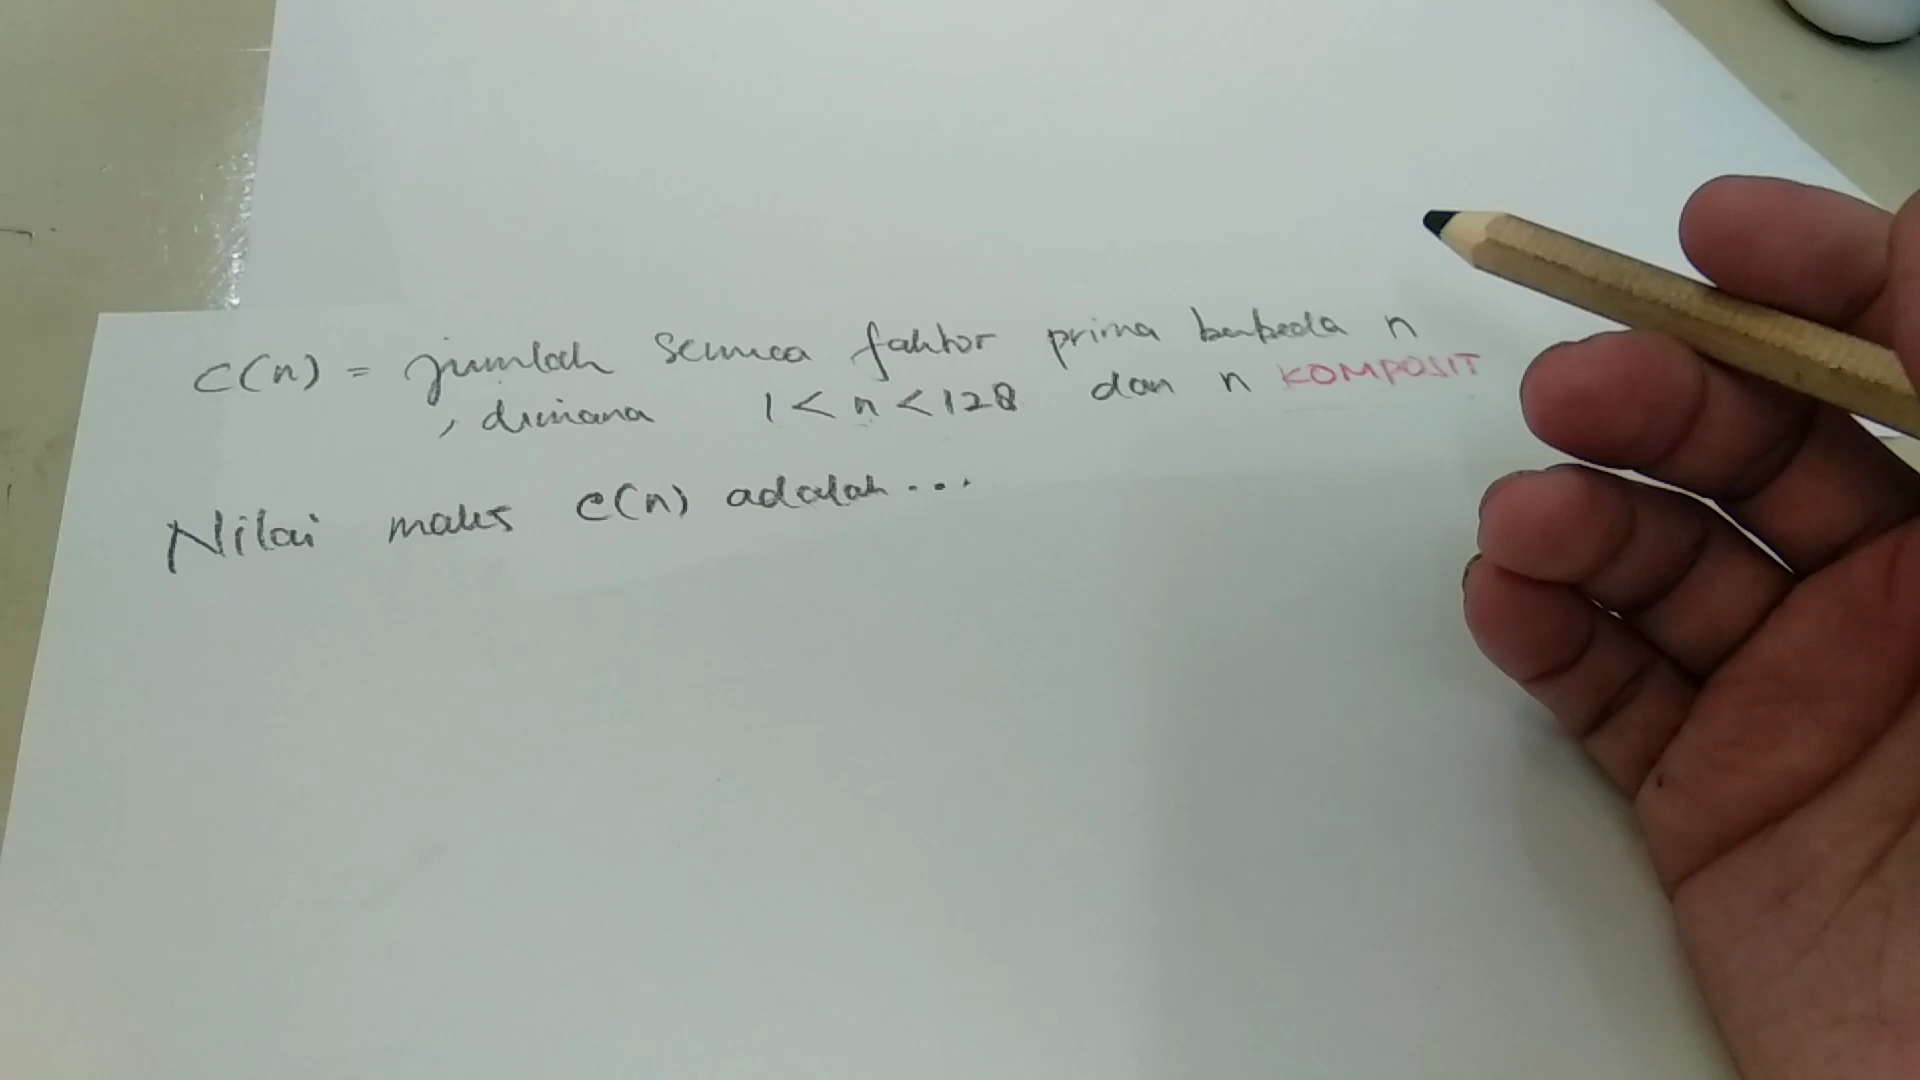 c(n) = jumlah semua faktor prima berbeda n
, dimana 1 < n < 128 dan n KOMPOSIT
Nilai maks c(n) adalah ...